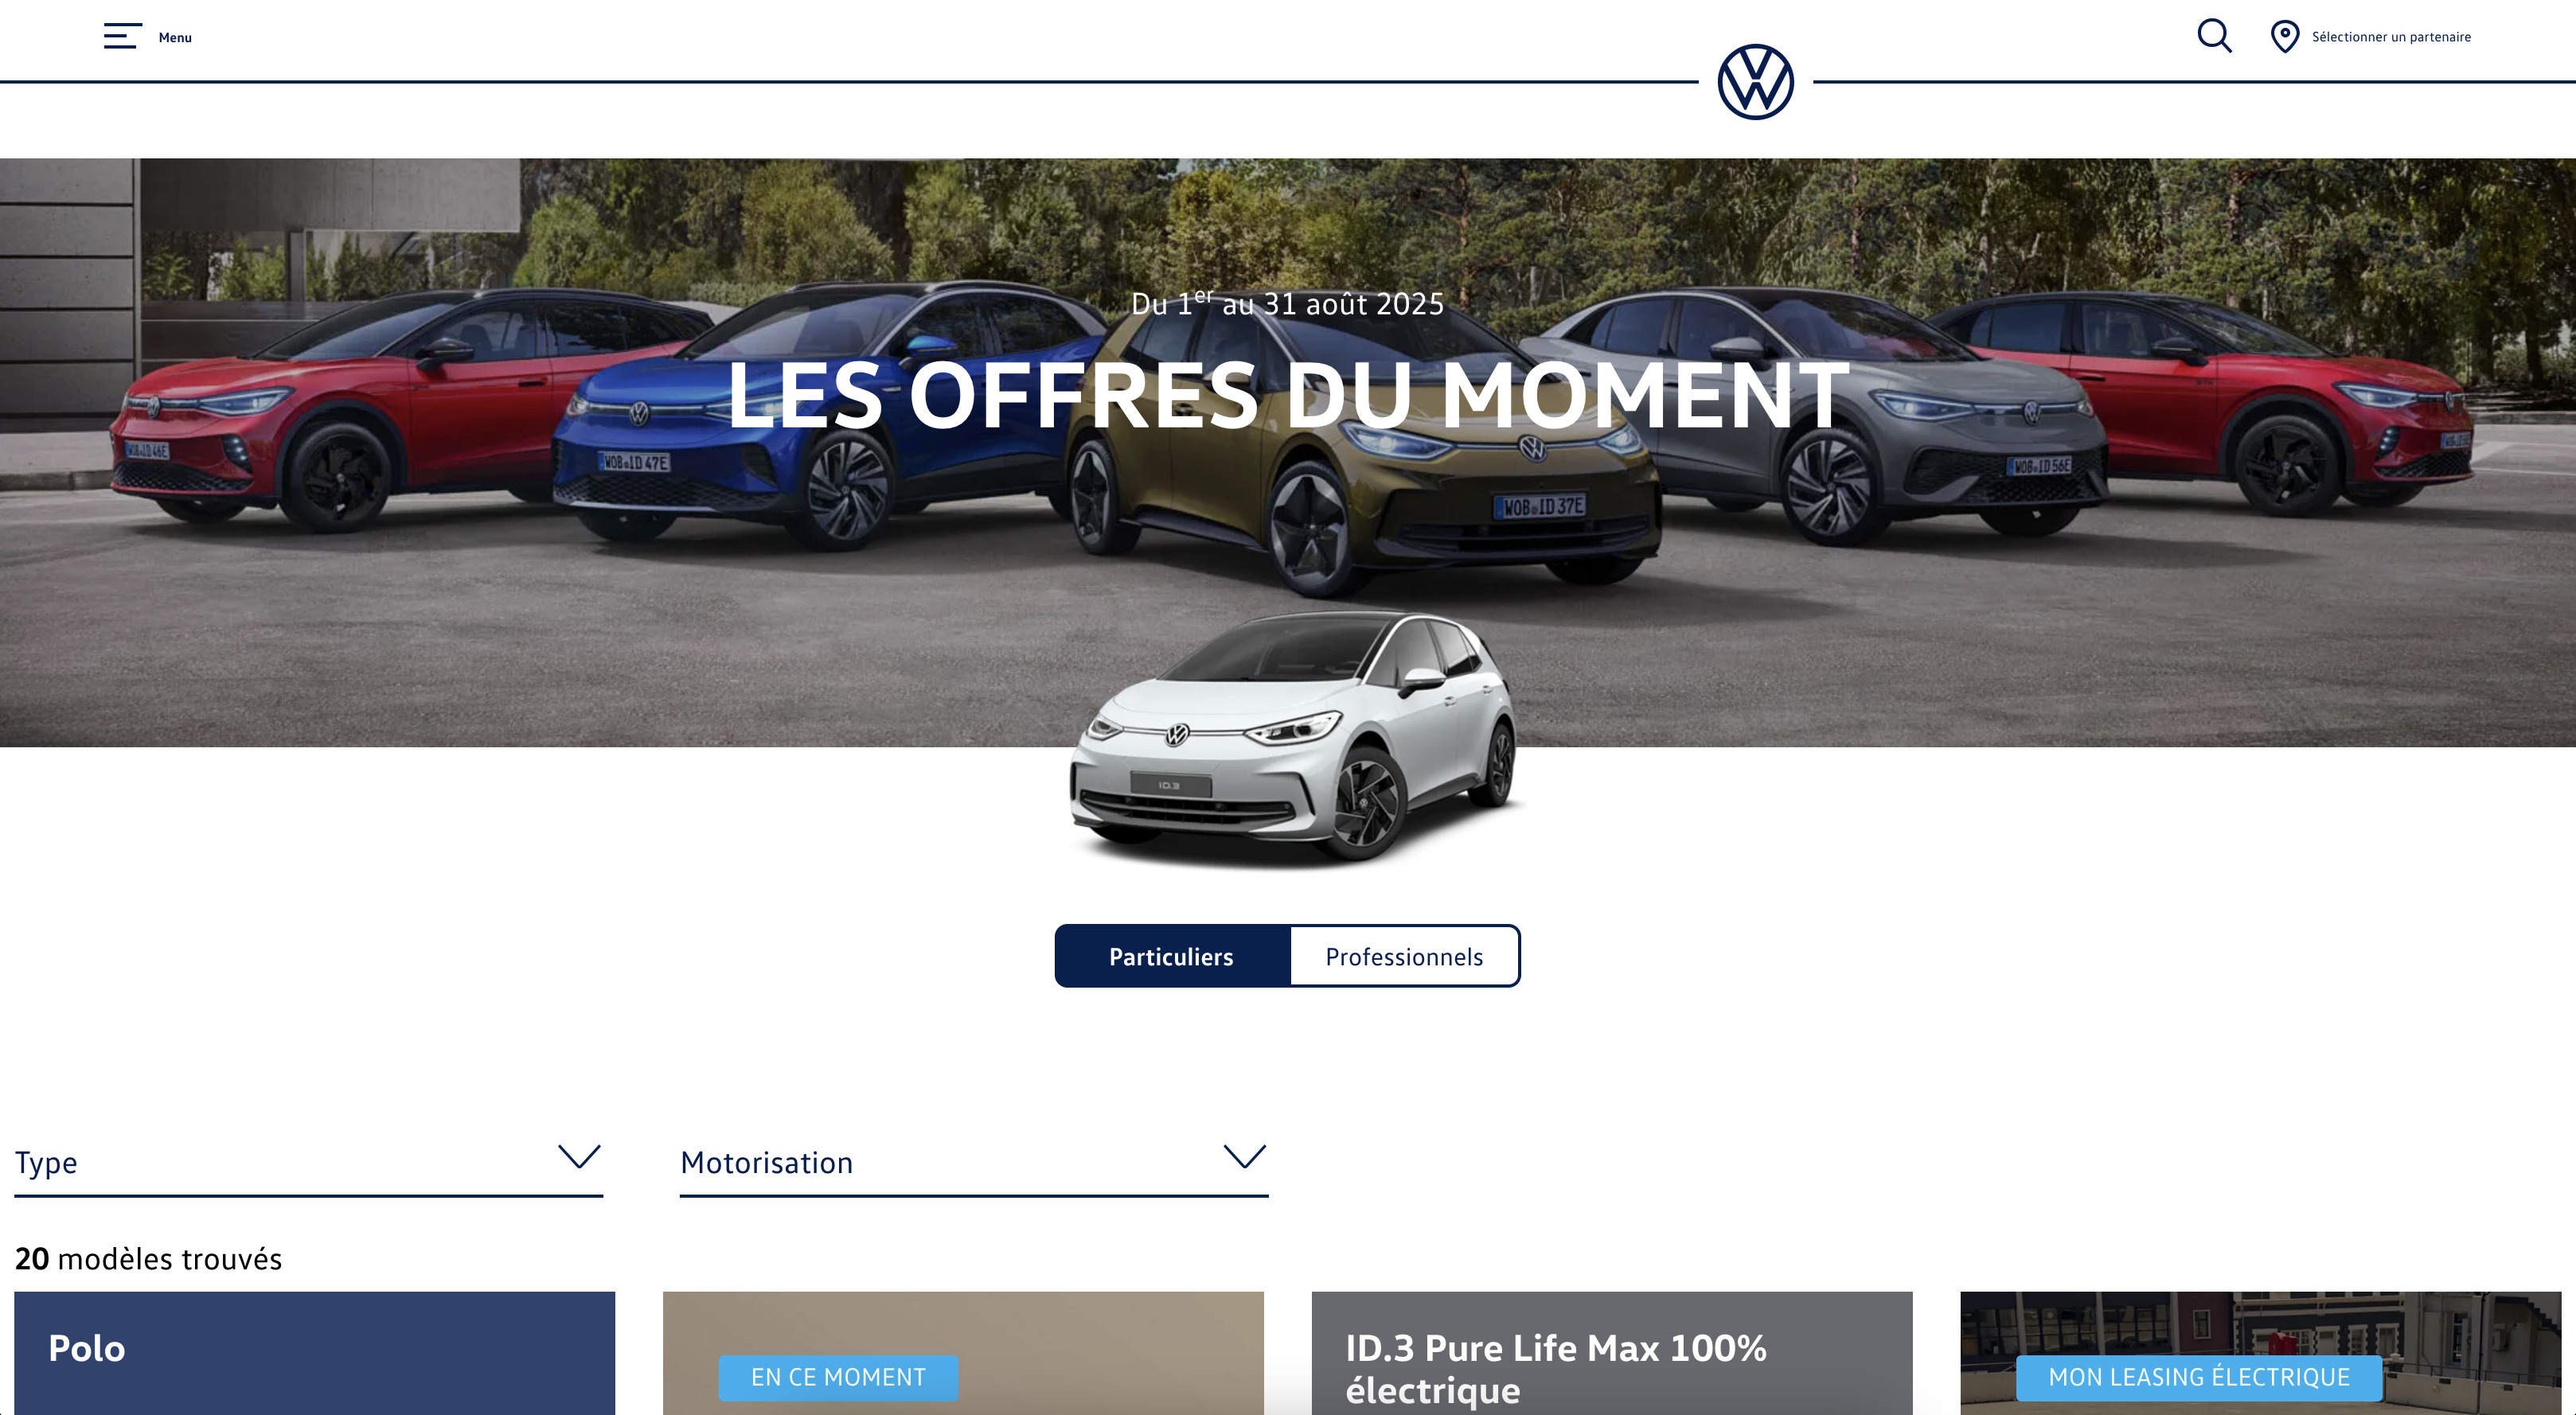 Menu
Sélectionner un partenaire
Du 1er au 31 août 2025
LES OFFRES DU MOMENT
WOB ID 46E
WOB ID 47E
WOB ID 37E
WOB ID 56E
ID.3
Particuliers
Professionnels
Type
Motorisation
20 modèles trouvés
Polo
EN CE MOMENT
ID.3 Pure Life Max 100%
électrique
MON LEASING ÉLECTRIQUE